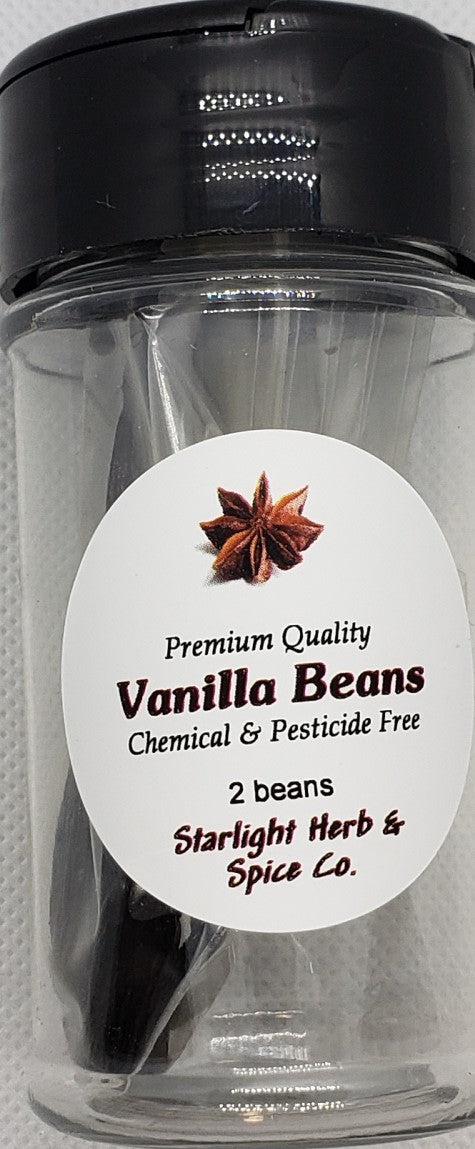 Premium Quality
Vanilla Beans
Chemical & Pesticide Free
2 beans
Starlight Herb &
Spice Co.